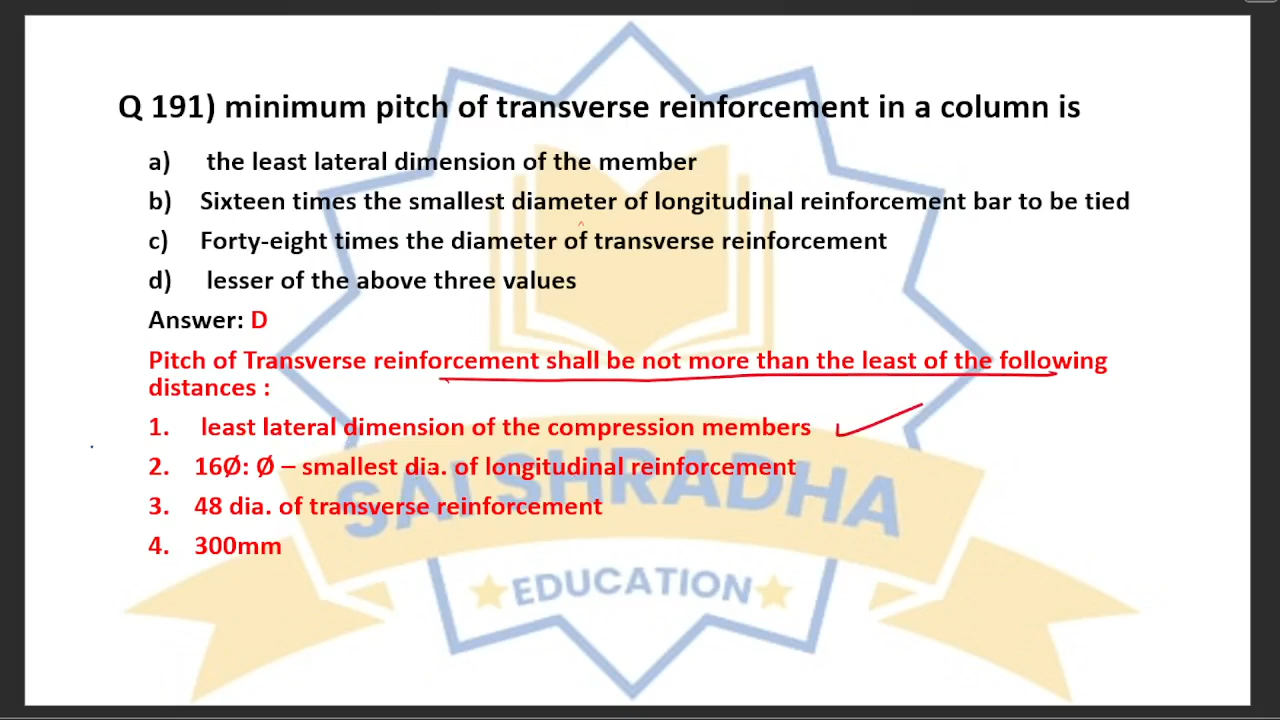 Q 191) minimum pitch of transverse reinforcement in a column is
a) the least lateral dimension of the member
b) Sixteen times the smallest diameter of longitudinal reinforcement bar to be tied
c) Forty-eight times the diameter of transverse reinforcement
d) lesser of the above three values
Answer: D
Pitch of Transverse reinforcement shall be not more than the least of the following
distances :
1. least lateral dimension of the compression members
2. 16Ø: Ø – smallest dia. of longitudinal reinforcement
3. 48 dia. of transverse reinforcement
4. 300mm
SAI SHRADHA
EDUCATION